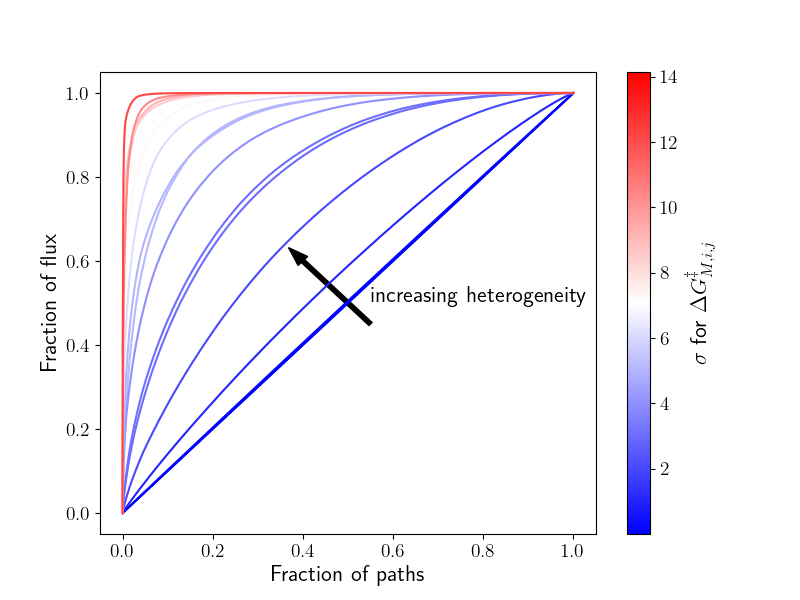 1.0
0.8
0.6
0.4
0.2
0.0
0.0 0.2 0.4 0.6 0.8 1.0
Fraction of paths
Fraction of flux
increasing heterogeneity
14
12
10
8
6
4
2
σ for ΔG‡M,i,j